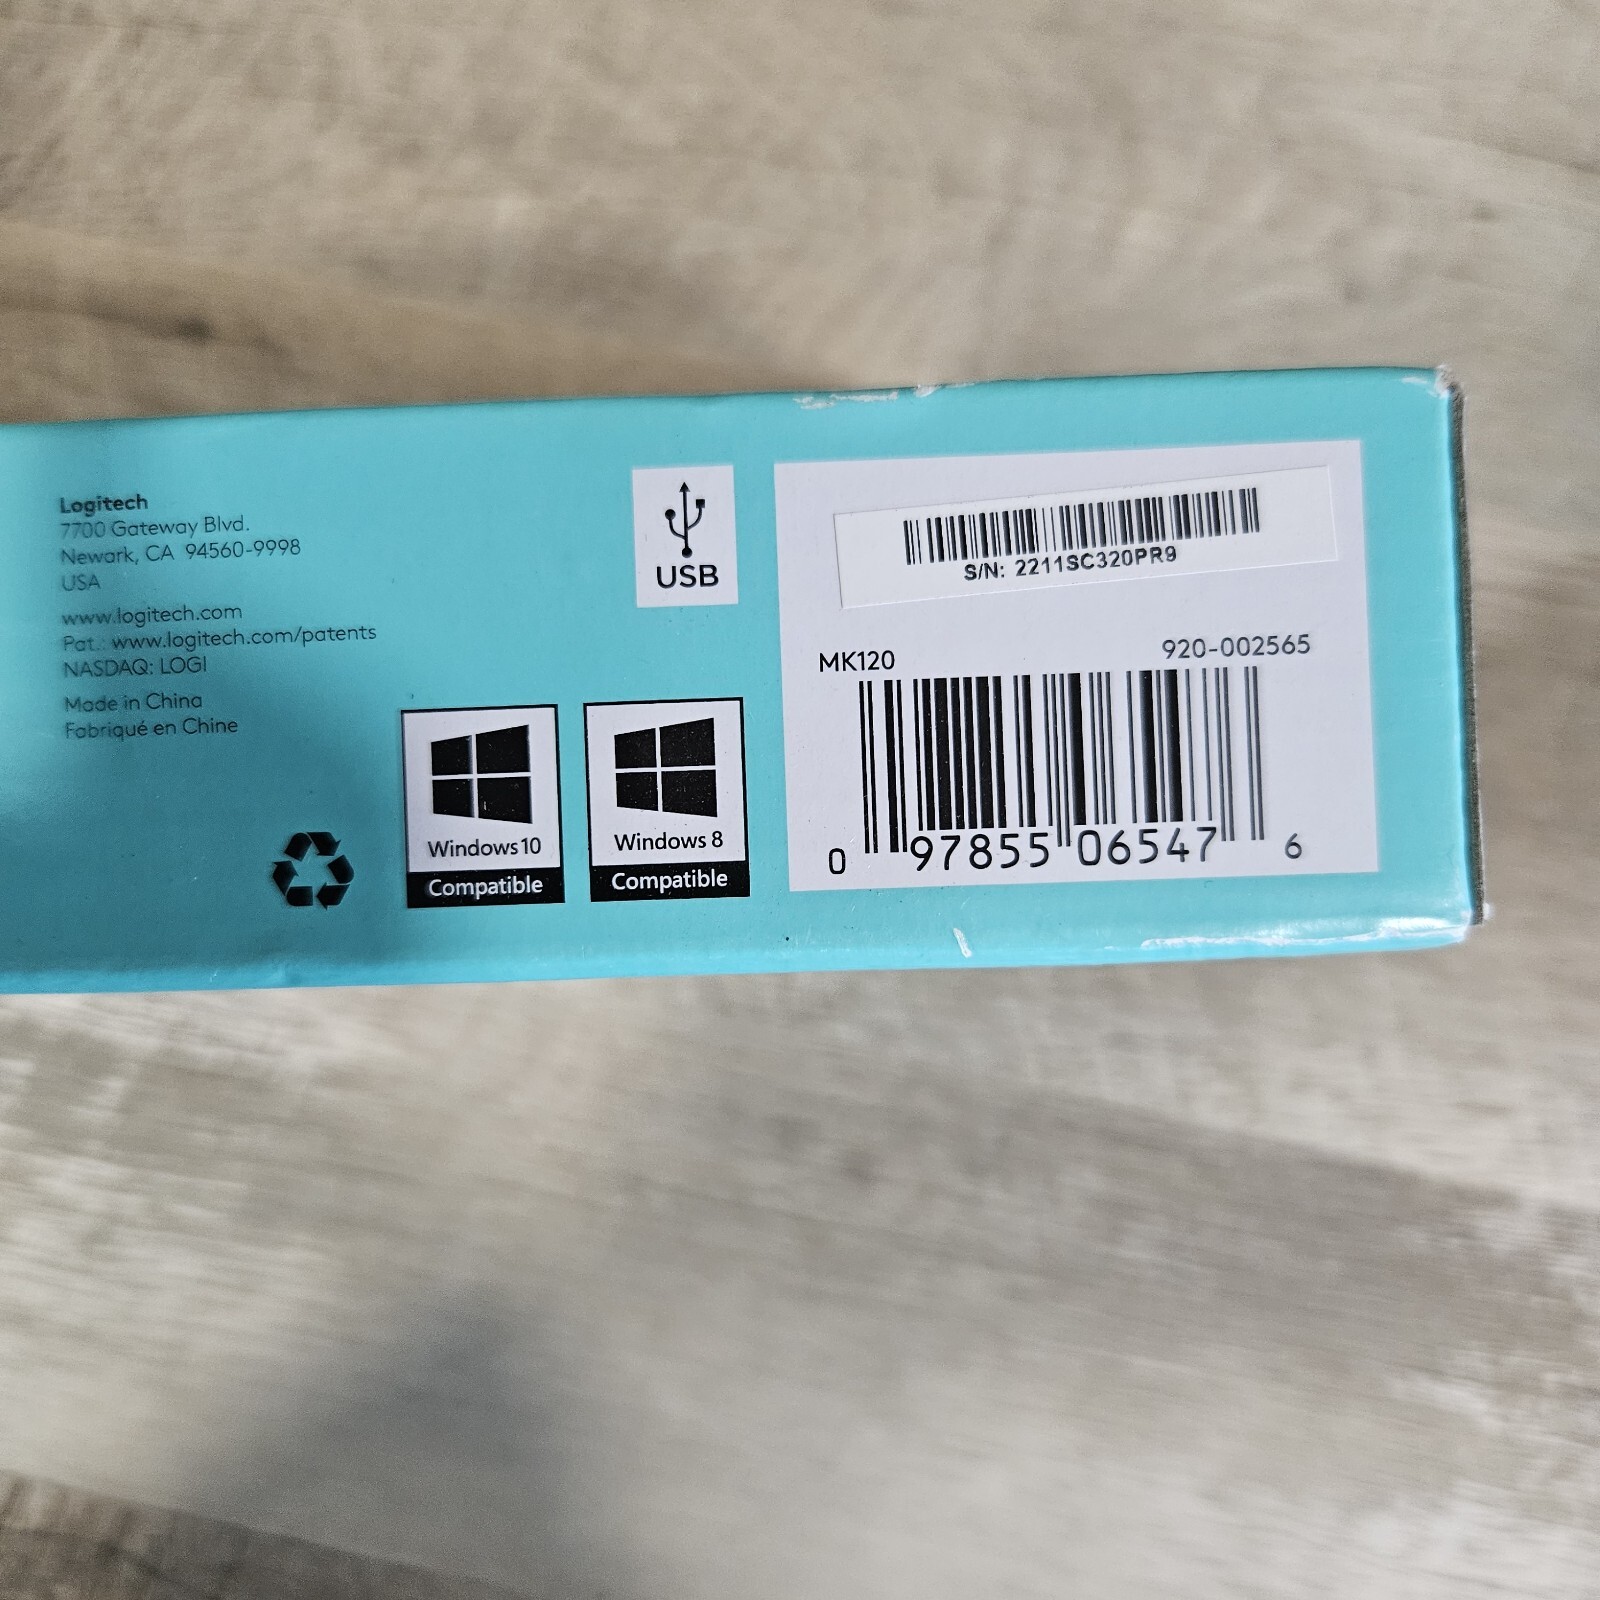 Logitech
7700 Gateway Blvd.
Newark, CA 94560-9998
USA
www.logitech.com
Pat.: www.logitech.com/patents
NASDAQ: LOGI
Made in China
Fabriqué en Chine
USB
Windows 10
Compatible
Windows 8
Compatible
S/N: 2211SC320PR9
MK120 920-002565
0 97855 06547 6